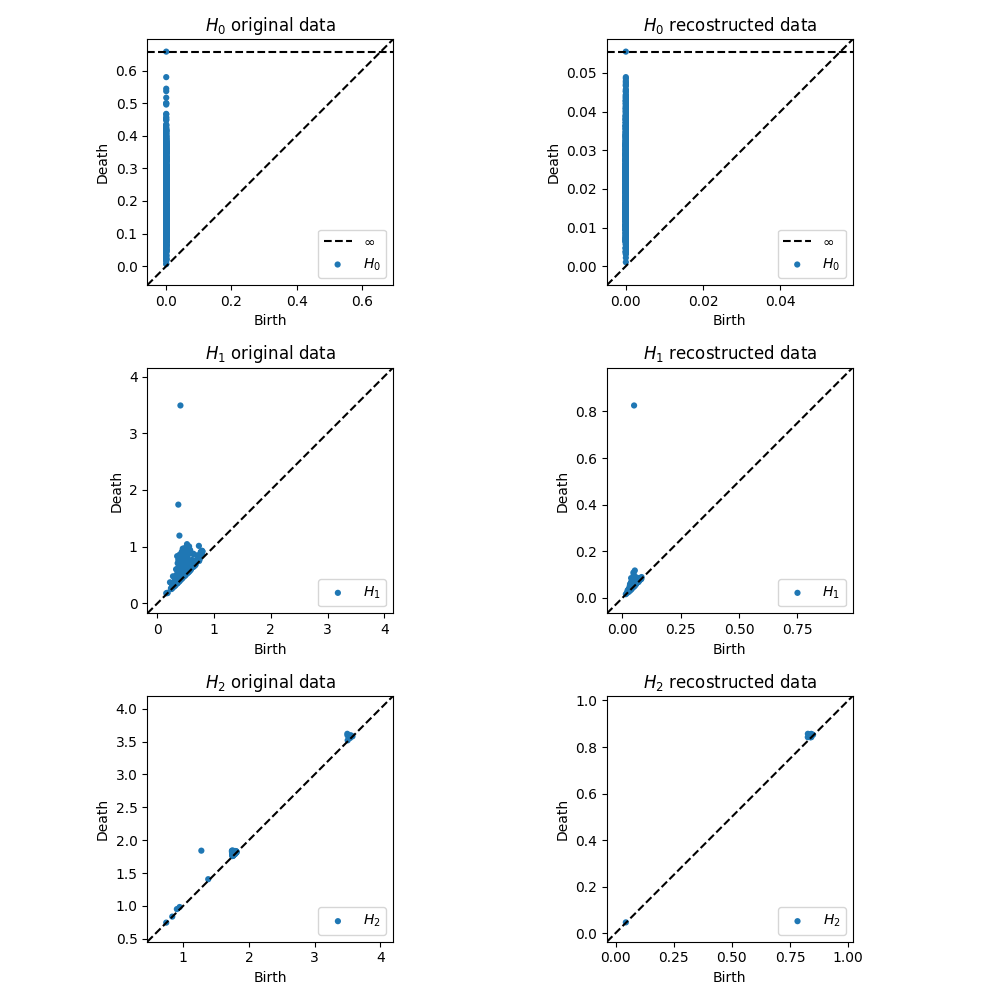 H₀ original data
Death
0.6
0.5
0.4
0.3
0.2
0.1
0.0
∞
H₀
0.0 0.2 0.4 0.6
Birth
H₀ recostructed data
Death
0.05
0.04
0.03
0.02
0.01
0.00
∞
H₀
0.00 0.02 0.04
Birth
H₁ original data
Death
4
3
2
1
0
H₁
0 1 2 3 4
Birth
H₁ recostructed data
Death
0.8
0.6
0.4
0.2
0.0
H₁
0.00 0.25 0.50 0.75
Birth
H₂ original data
Death
4.0
3.5
3.0
2.5
2.0
1.5
1.0
0.5
H₂
1 2 3 4
Birth
H₂ recostructed data
Death
1.0
0.8
0.6
0.4
0.2
0.0
H₂
0.00 0.25 0.50 0.75 1.00
Birth